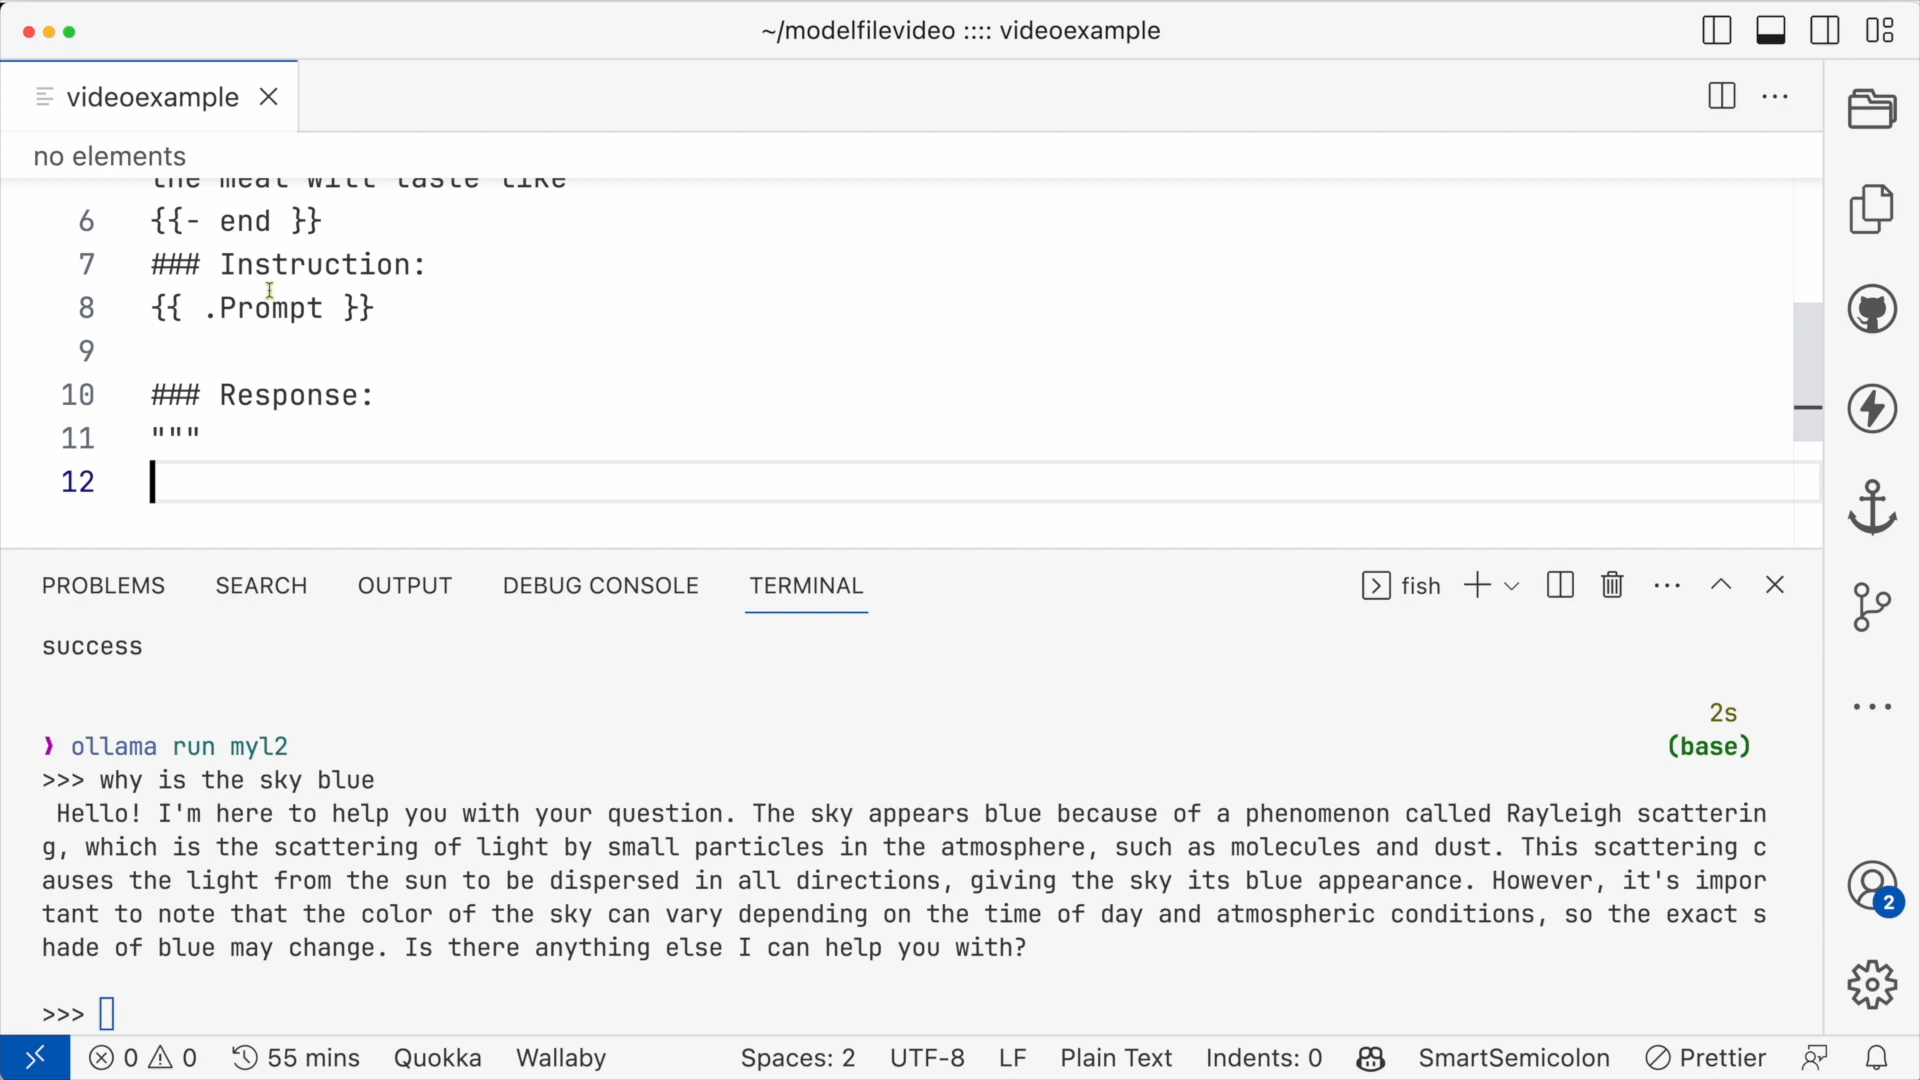 ~/modelfilevideo :::: videoexample
videoexample
no elements
the meat will taste like
6 {{- end }}
7 ### Instruction:
8 {{ .Prompt }}
9
10 ### Response:
11 """
12
PROBLEMS SEARCH OUTPUT DEBUG CONSOLE TERMINAL fish
success
2s
❯ ollama run myl2 (base)
>>> why is the sky blue
Hello! I'm here to help you with your question. The sky appears blue because of a phenomenon called Rayleigh scatterin
g, which is the scattering of light by small particles in the atmosphere, such as molecules and dust. This scattering c
auses the light from the sun to be dispersed in all directions, giving the sky its blue appearance. However, it's impor
tant to note that the color of the sky can vary depending on the time of day and atmospheric conditions, so the exact s
hade of blue may change. Is there anything else I can help you with?
>>>
2
0 0 55 mins Quokka Wallaby Spaces: 2 UTF-8 LF Plain Text Indents: 0 SmartSemicolon Prettier